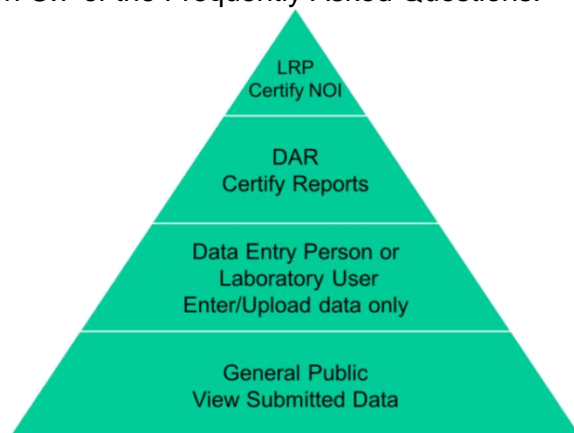 of the Frequently Asked Questions.
LRP
Certify NOI
DAR
Certify Reports
Data Entry Person or
Laboratory User
Enter/Upload data only
General Public
View Submitted Data